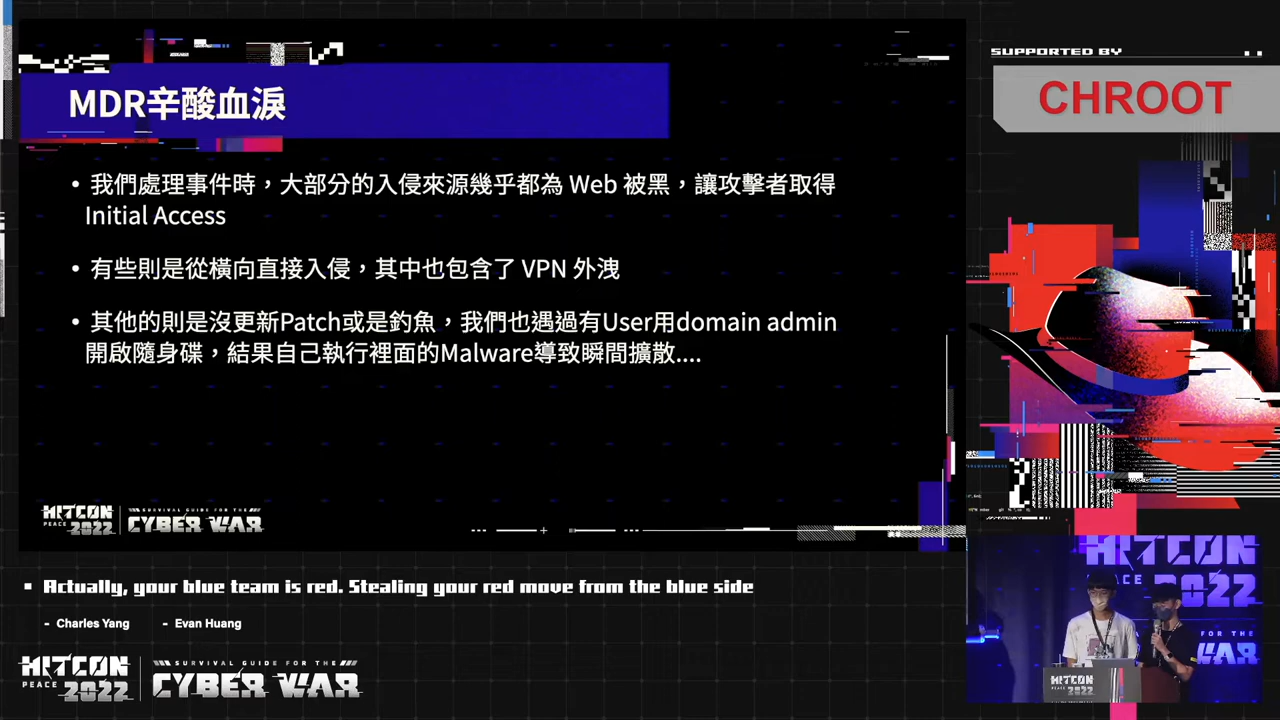 SUPPORTED BY
CHROOT
MDR辛酸血淚
• 我們處理事件時，大部分的入侵來源幾乎都為 Web 被黑，讓攻擊者取得
Initial Access
• 有些則是從橫向直接入侵，其中也包含了 VPN 外洩
• 其他的則是沒更新Patch或是釣魚，我們也遇過有User用domain admin
開啟隨身碟，結果自己執行裡面的Malware導致瞬間擴散....
HITCON
PEACE 2022
SURVIVAL GUIDE FOR THE
CYBER WAR
Actually, your blue team is red. Stealing your red move from the blue side
- Charles Yang - Evan Huang
HITCON
PEACE 2022
SURVIVAL GUIDE FOR THE
CYBER WAR
HITCON
PEACE 2022
FOR THE
WAR
HITCON
PEACE 2022